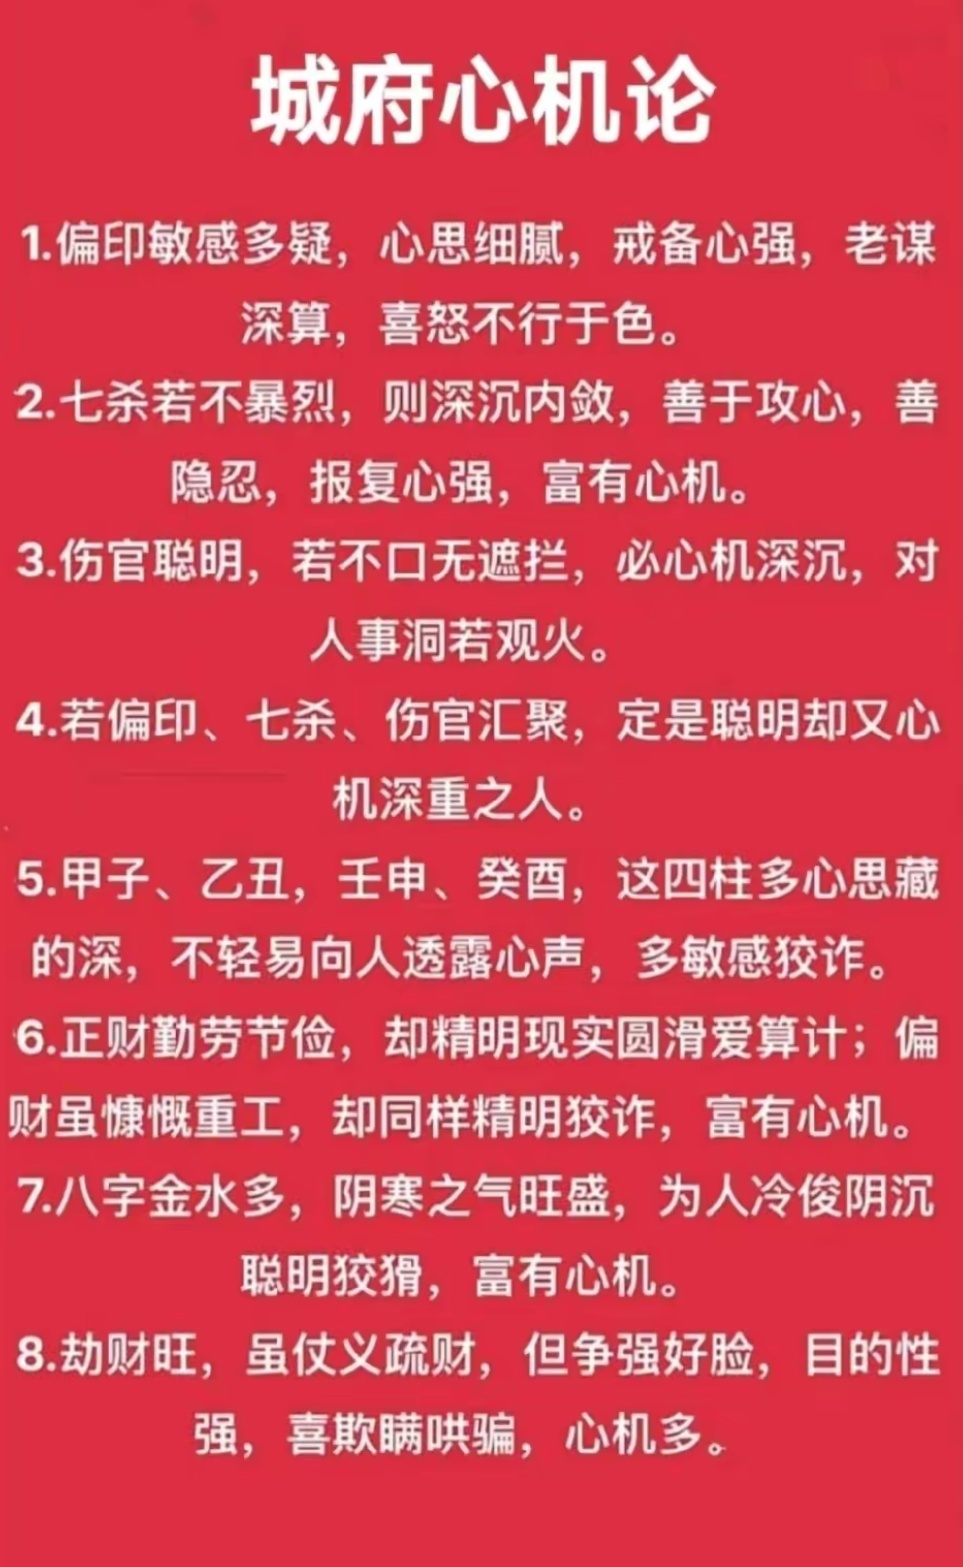 城府心机论
1.偏印敏感多疑，心思细腻，戒备心强，老谋
深算，喜怒不行于色。
2.七杀若不暴烈，则深沉内敛，善于攻心，善
隐忍，报复心强，富有心机。
3.伤官聪明，若不口无遮拦，必心机深沉，对
人事洞若观火。
4.若偏印、七杀、伤官汇聚，定是聪明却又心
机深重之人。
5.甲子、乙丑，壬申、癸酉，这四柱多心思藏
的深，不轻易向人透露心声，多敏感狡诈。
6.正财勤劳节俭，却精明现实圆滑爱算计；偏
财虽慷慨重工，却同样精明狡诈，富有心机。
7.八字金水多，阴寒之气旺盛，为人冷俊阴沉
聪明狡猾，富有心机。
8.劫财旺，虽仗义疏财，但争强好脸，目的性
强，喜欺瞒哄骗，心机多。